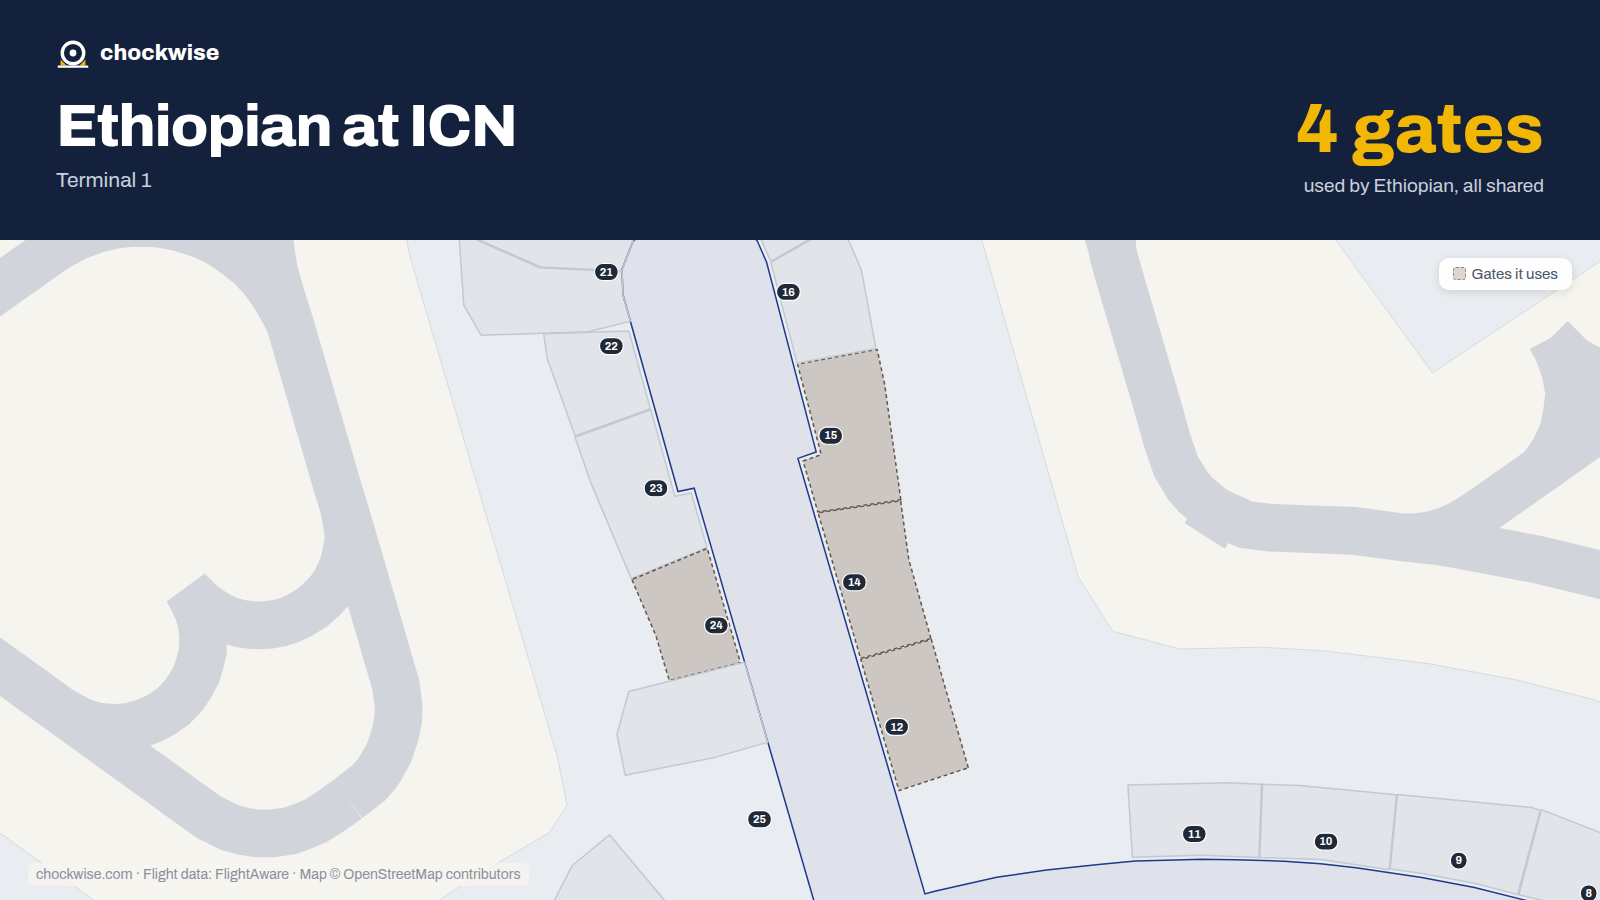 chockwise
Ethiopian at ICN
Terminal 1
4 gates
used by Ethiopian, all shared
Gates it uses
21
16
22
15
23
14
24
12
25
11
10
9
8
chockwise.com · Flight data: FlightAware · Map © OpenStreetMap contributors